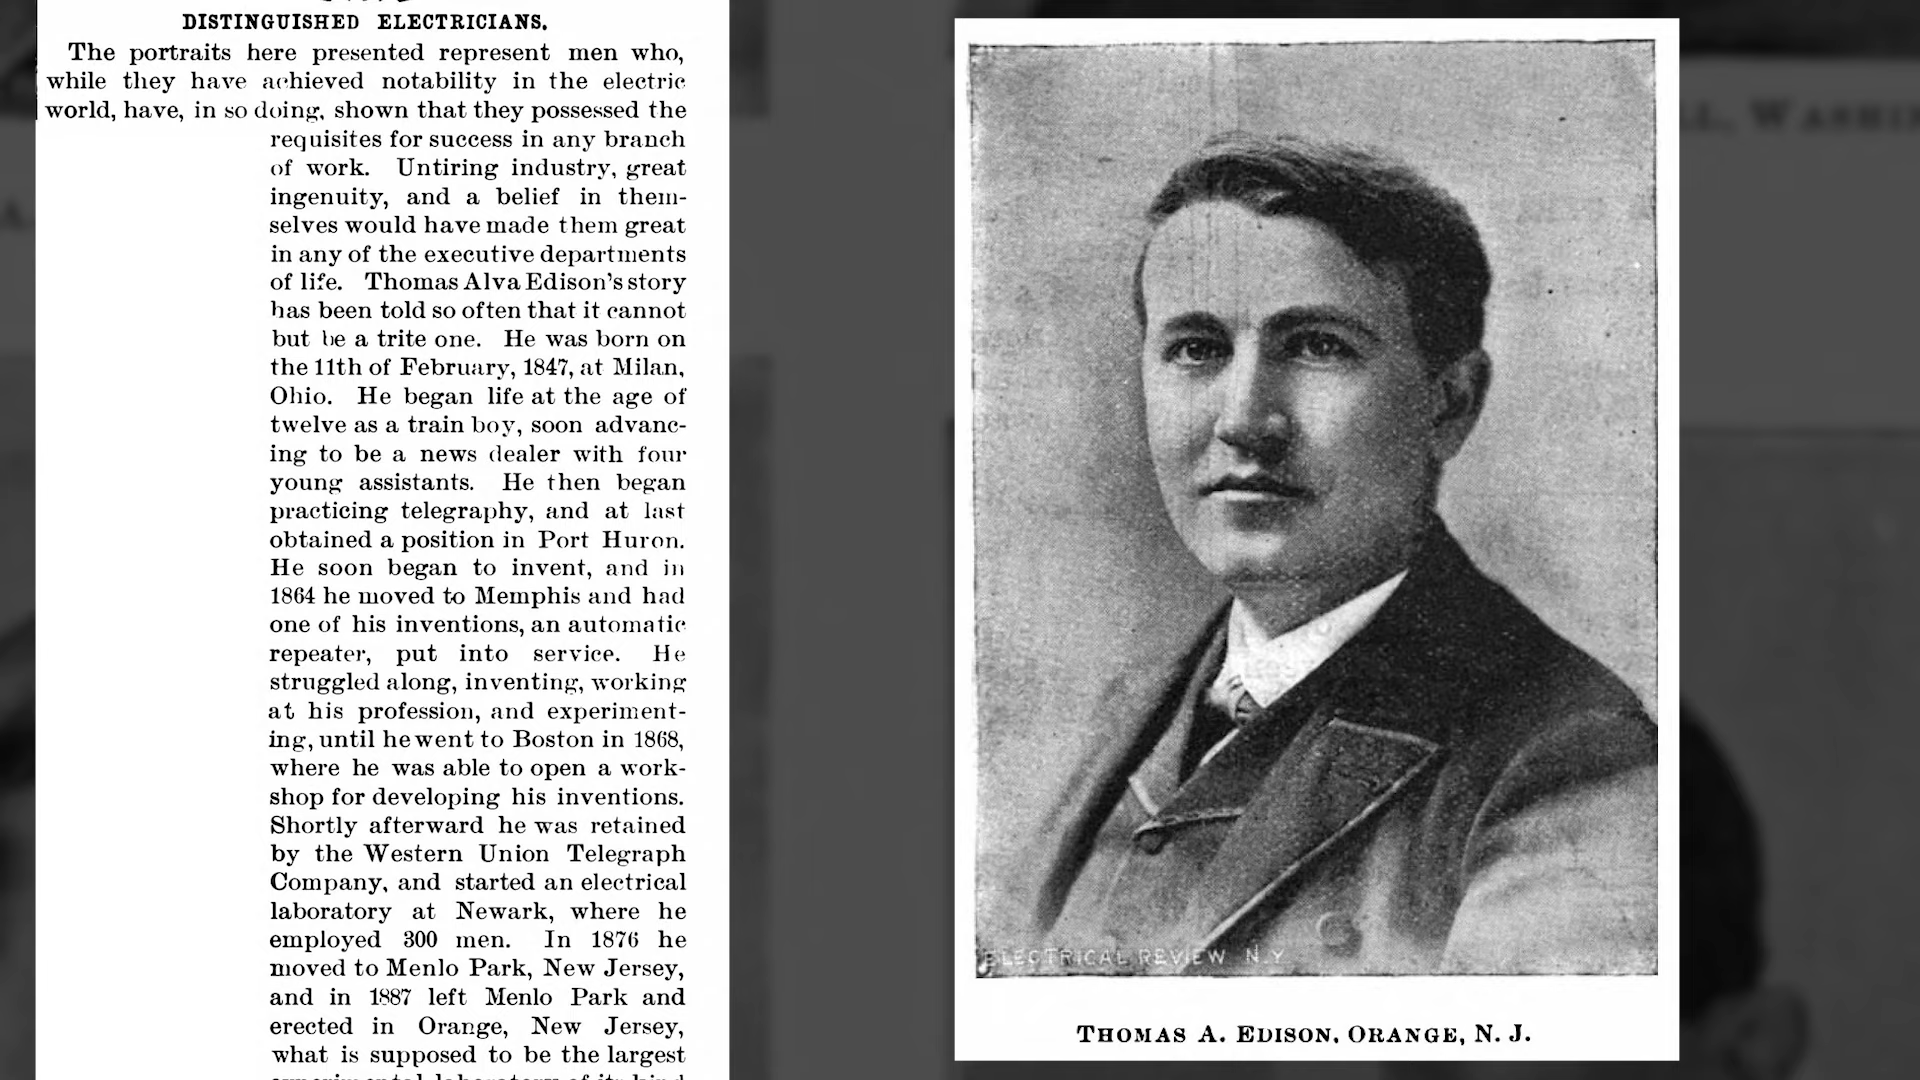 DISTINGUISHED ELECTRICIANS.
The portraits here presented represent men who,
while they have achieved notability in the electric
world, have, in so doing, shown that they possessed the
requisites for success in any branch
of work. Untiring industry, great
ingenuity, and a belief in them-
selves would have made them great
in any of the executive departments
of life. Thomas Alva Edison's story
has been told so often that it cannot
but be a trite one. He was born on
the 11th of February, 1847, at Milan,
Ohio. He began life at the age of
twelve as a train boy, soon advanc-
ing to be a news dealer with four
young assistants. He then began
practicing telegraphy, and at last
obtained a position in Port Huron.
He soon began to invent, and in
1864 he moved to Memphis and had
one of his inventions, an automatic
repeater, put into service. He
struggled along, inventing, working
at his profession, and experiment-
ing, until he went to Boston in 1868,
where he was able to open a work-
shop for developing his inventions.
Shortly afterward he was retained
by the Western Union Telegraph
Company, and started an electrical
laboratory at Newark, where he
employed 300 men. In 1876 he
moved to Menlo Park, New Jersey,
and in 1887 left Menlo Park and
erected in Orange, New Jersey,
what is supposed to be the largest
experimental laboratory of its kind
ELECTRICAL REVIEW N.Y
THOMAS A. EDISON, ORANGE, N. J.